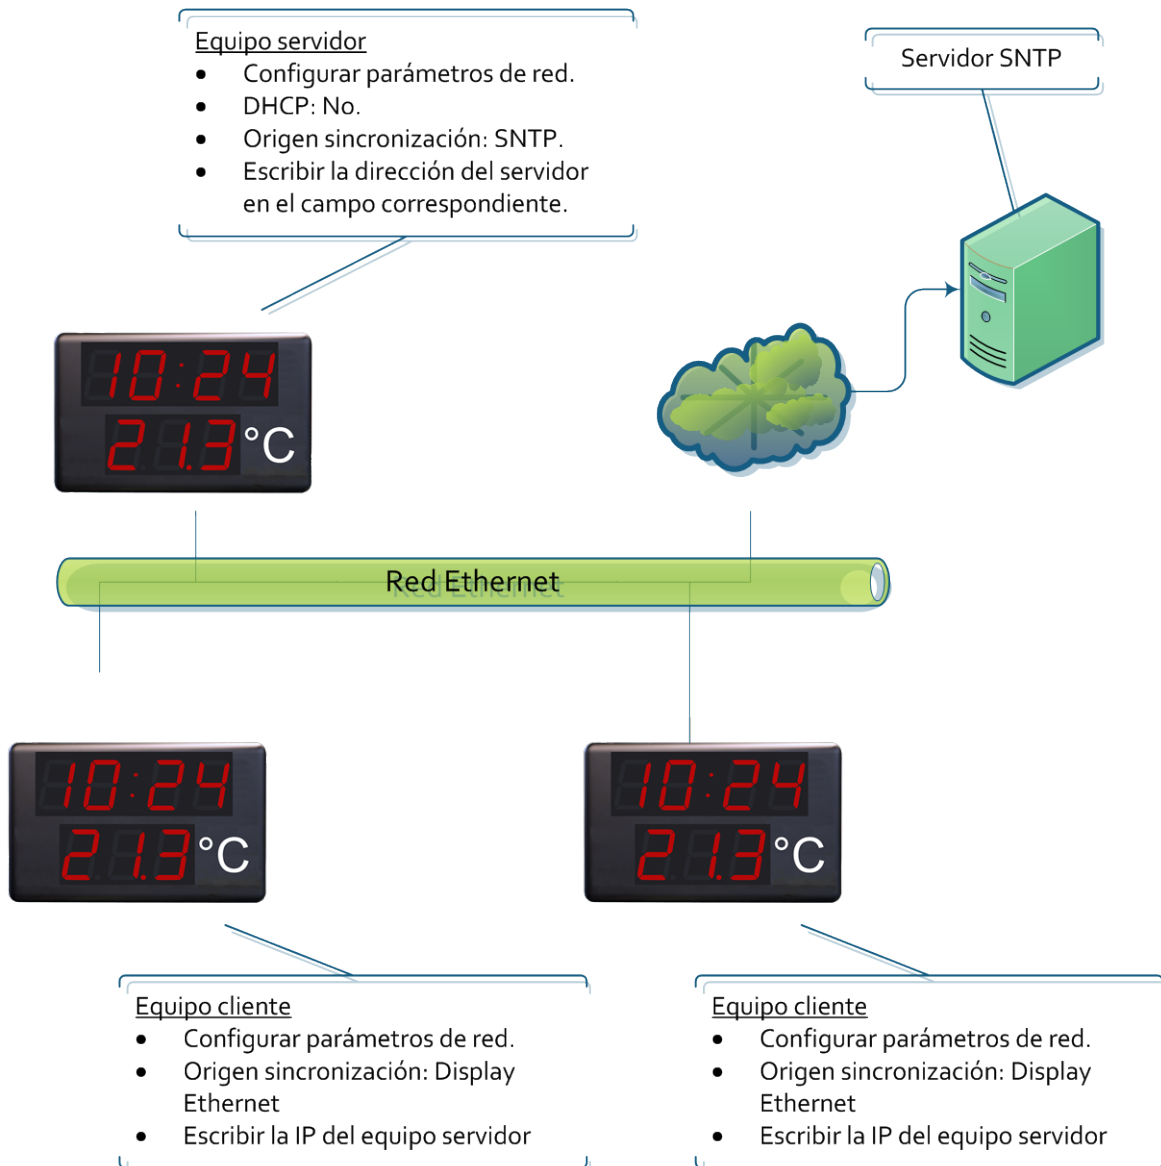 Equipo servidor
• Configurar parámetros de red.
• DHCP: No.
• Origen sincronización: SNTP.
• Escribir la dirección del servidor
en el campo correspondiente.
Servidor SNTP
10:24
21.3 °C
Red Ethernet
10:24
21.3 °C
10:24
21.3 °C
Equipo cliente
• Configurar parámetros de red.
• Origen sincronización: Display
Ethernet
• Escribir la IP del equipo servidor
Equipo cliente
• Configurar parámetros de red.
• Origen sincronización: Display
Ethernet
• Escribir la IP del equipo servidor